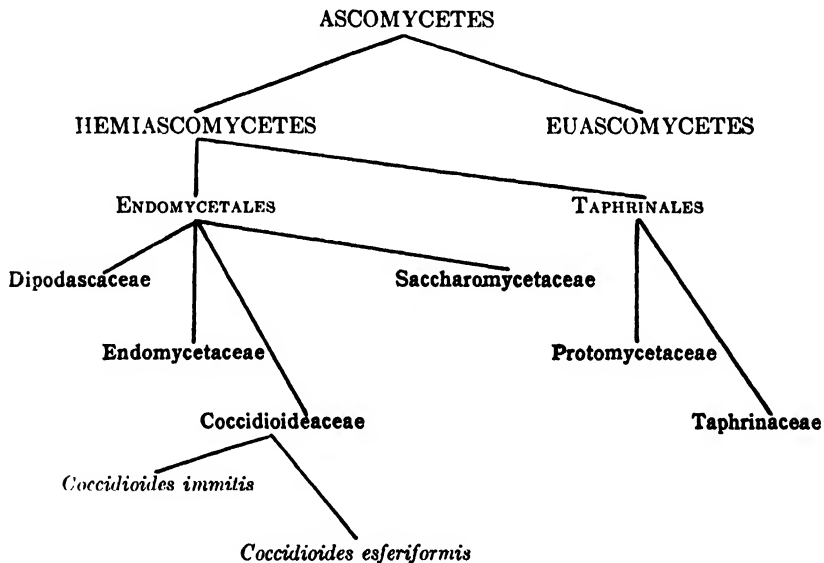 ASCOMYCETES
HEMIASCOMYCETES EUASCOMYCETES
ENDOMYCETALES TAPHRINALES
Dipodascaceae Saccharomycetaceae
Endomycetaceae Protomycetaceae
Coccidioideaceae Taphrinaceae
Coccidioides immitis
Coccidioides esferiformis